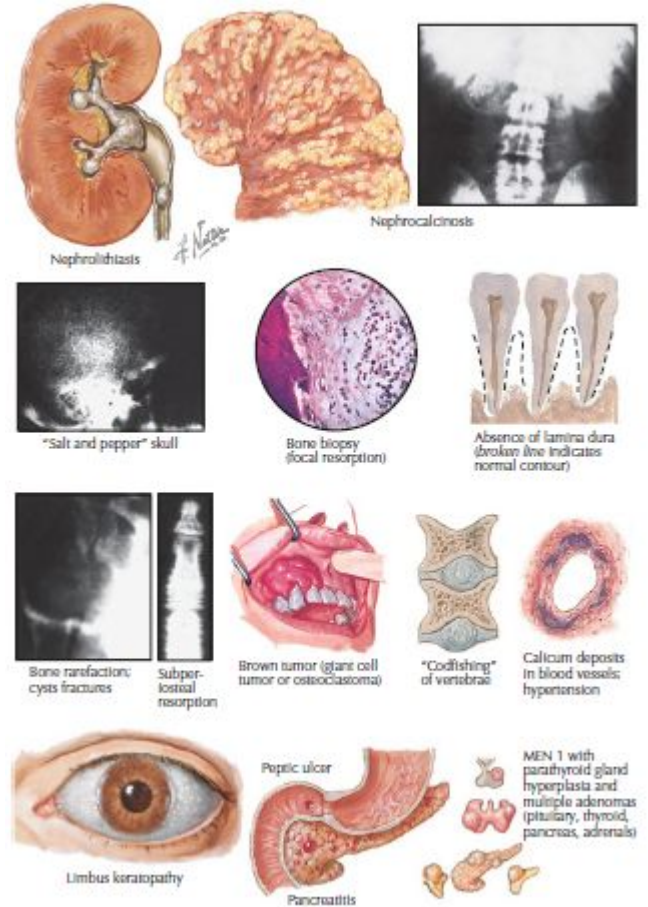 Nephrolithiasis
Nephrocalcinosis
"Salt and pepper" skull
Bone biopsy
(focal resorption)
Absence of lamina dura
(broken line indicates
normal contour)
Bone rarefaction;
cysts fractures
Subper-
iosteal
resorption
Brown tumor (giant cell
tumor or osteoclastoma)
"Codfishing"
of vertebrae
Calicum deposits
in blood vessels;
hypertension
Limbus keratopathy
Peptic ulcer
Pancreatitis
MEN 1 with
parathyroid gland
hyperplasia and
multiple adenomas
(pituitary, thyroid,
pancreas, adrenals)